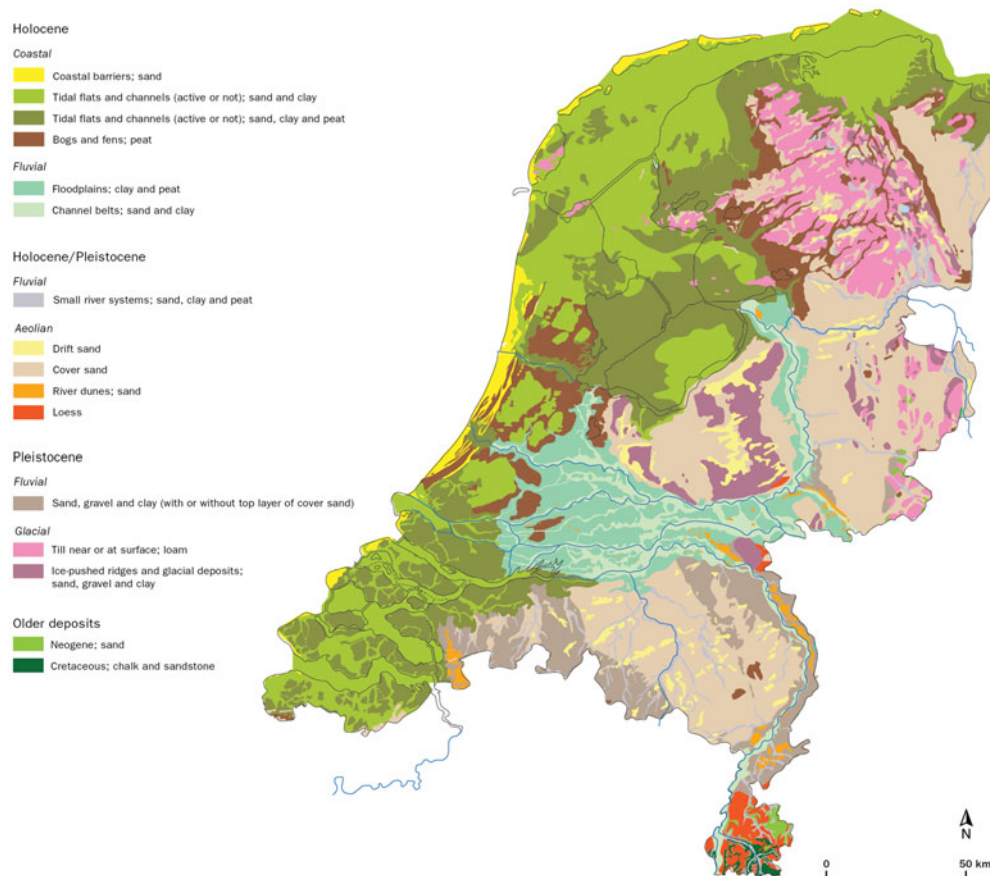 Holocene
Coastal
Coastal barriers; sand
Tidal flats and channels (active or not); sand and clay
Tidal flats and channels (active or not); sand, clay and peat
Bogs and fens; peat
Fluvial
Floodplains; clay and peat
Channel belts; sand and clay
Holocene/Pleistocene
Fluvial
Small river systems; sand, clay and peat
Aeolian
Drift sand
Cover sand
River dunes; sand
Loess
Pleistocene
Fluvial
Sand, gravel and clay (with or without top layer of cover sand)
Glacial
Till near or at surface; loam
Ice-pushed ridges and glacial deposits;
sand, gravel and clay
Older deposits
Neogene; sand
Cretaceous; chalk and sandstone
N
0 50 km